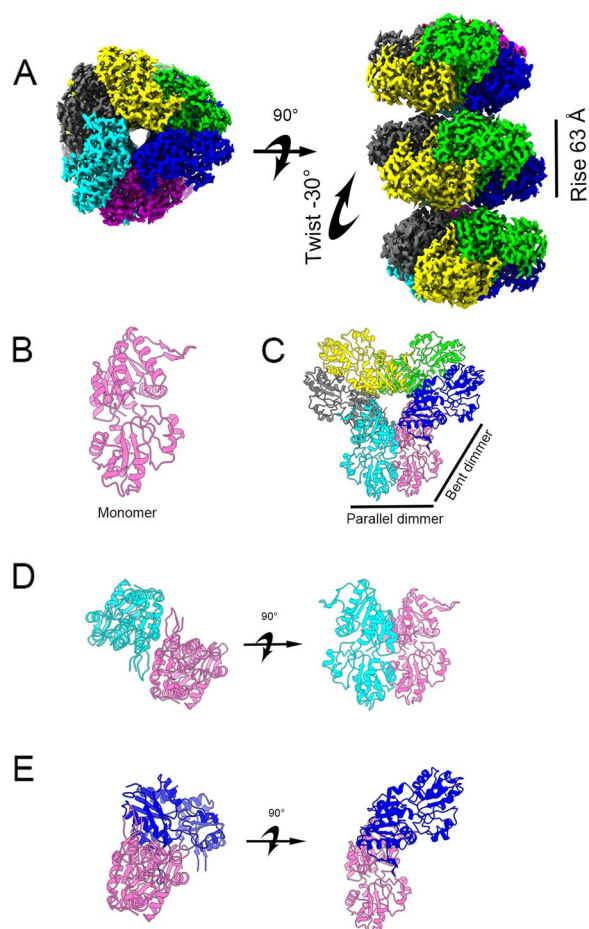 A
90°
Twist -30°
Rise 63 Å
B
Monomer
C
Bent dimmer
Parallel dimmer
D
90°
E
90°